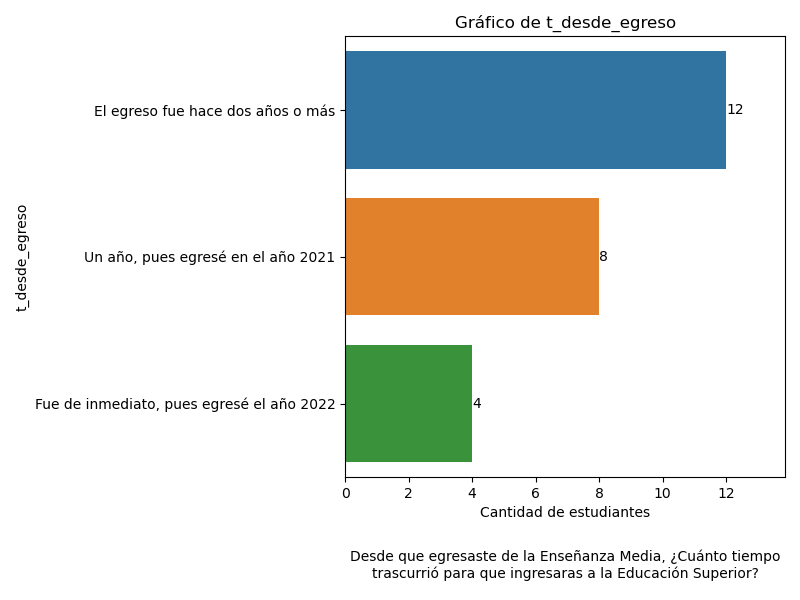 Gráfico de t_desde_egreso
El egreso fue hace dos años o más
12
t_desde_egreso
Un año, pues egresé en el año 2021
8
Fue de inmediato, pues egresé el año 2022
4
0 2 4 6 8 10 12
Cantidad de estudiantes
Desde que egresaste de la Enseñanza Media, ¿Cuánto tiempo
trascurrió para que ingresaras a la Educación Superior?